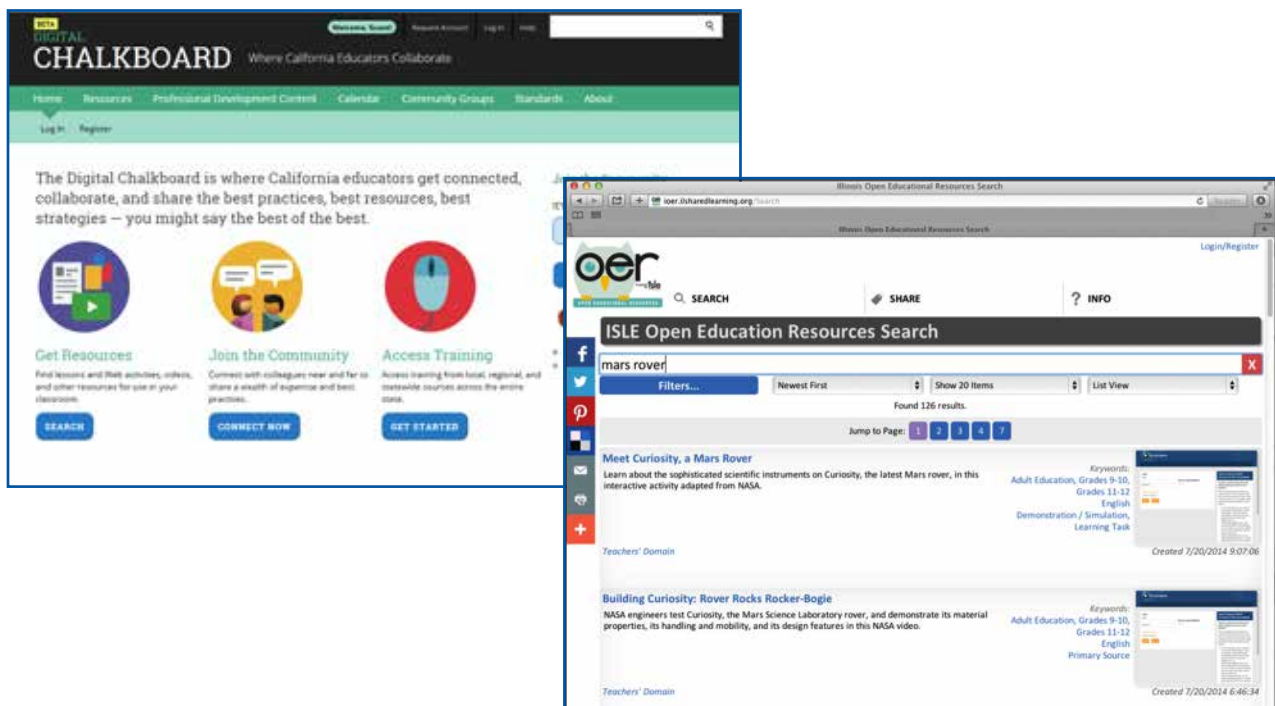 BETA
DIGITAL
CHALKBOARD
Where California Educators Collaborate
Welcome, Guest!
Request Account
Log In
Help
Home
Resources
Professional Development Content
Calendar
Community Groups
Standards
About
Log In
Register
The Digital Chalkboard is where California educators get connected,
collaborate, and share the best practices, best resources, best
strategies — you might say the best of the best.
Get Resources
Find lessons and Web activities, videos,
and other resources for use in your
classroom.
SEARCH
Join the Community
Connect with colleagues near and far to
share a wealth of expertise and best
practices.
CONNECT NOW
Access Training
Access training from local, regional, and
statewide courses across the entire
state.
GET STARTED
Illinois Open Educational Resources Search
ioer.ilsharedlearning.org/Search
Reader
Illinois Open Educational Resources Search
Login/Register
oer
isle
OPEN EDUCATIONAL RESOURCES
SEARCH
SHARE
? INFO
ISLE Open Education Resources Search
mars rover
X
Filters...
Newest First
Show 20 Items
List View
Found 126 results.
Jump to Page: 1 2 3 4 7
Meet Curiosity, a Mars Rover
Learn about the sophisticated scientific instruments on Curiosity, the latest Mars rover, in this
interactive activity adapted from NASA.
Keywords:
Adult Education, Grades 9-10,
Grades 11-12
English
Demonstration / Simulation,
Learning Task
Teachers' Domain
Created 7/20/2014 9:07:06
Building Curiosity: Rover Rocks Rocker-Bogie
NASA engineers test Curiosity, the Mars Science Laboratory rover, and demonstrate its material
properties, its handling and mobility, and its design features in this NASA video.
Keywords:
Adult Education, Grades 9-10,
Grades 11-12
English
Primary Source
Teachers' Domain
Created 7/20/2014 6:46:34